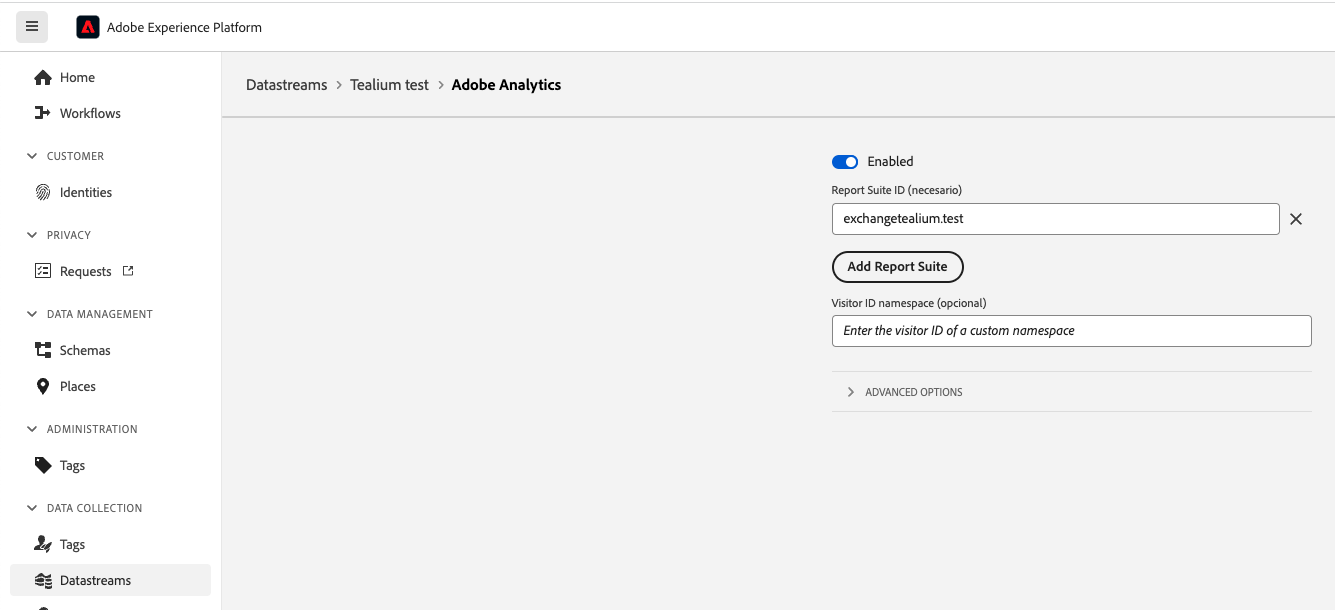 Adobe Experience Platform
Home
Workflows
CUSTOMER
Identities
PRIVACY
Requests
DATA MANAGEMENT
Schemas
Places
ADMINISTRATION
Tags
DATA COLLECTION
Tags
Datastreams
Datastreams > Tealium test > Adobe Analytics
Enabled
Report Suite ID (necesario)
exchangetealium.test
Add Report Suite
Visitor ID namespace (opcional)
Enter the visitor ID of a custom namespace
ADVANCED OPTIONS